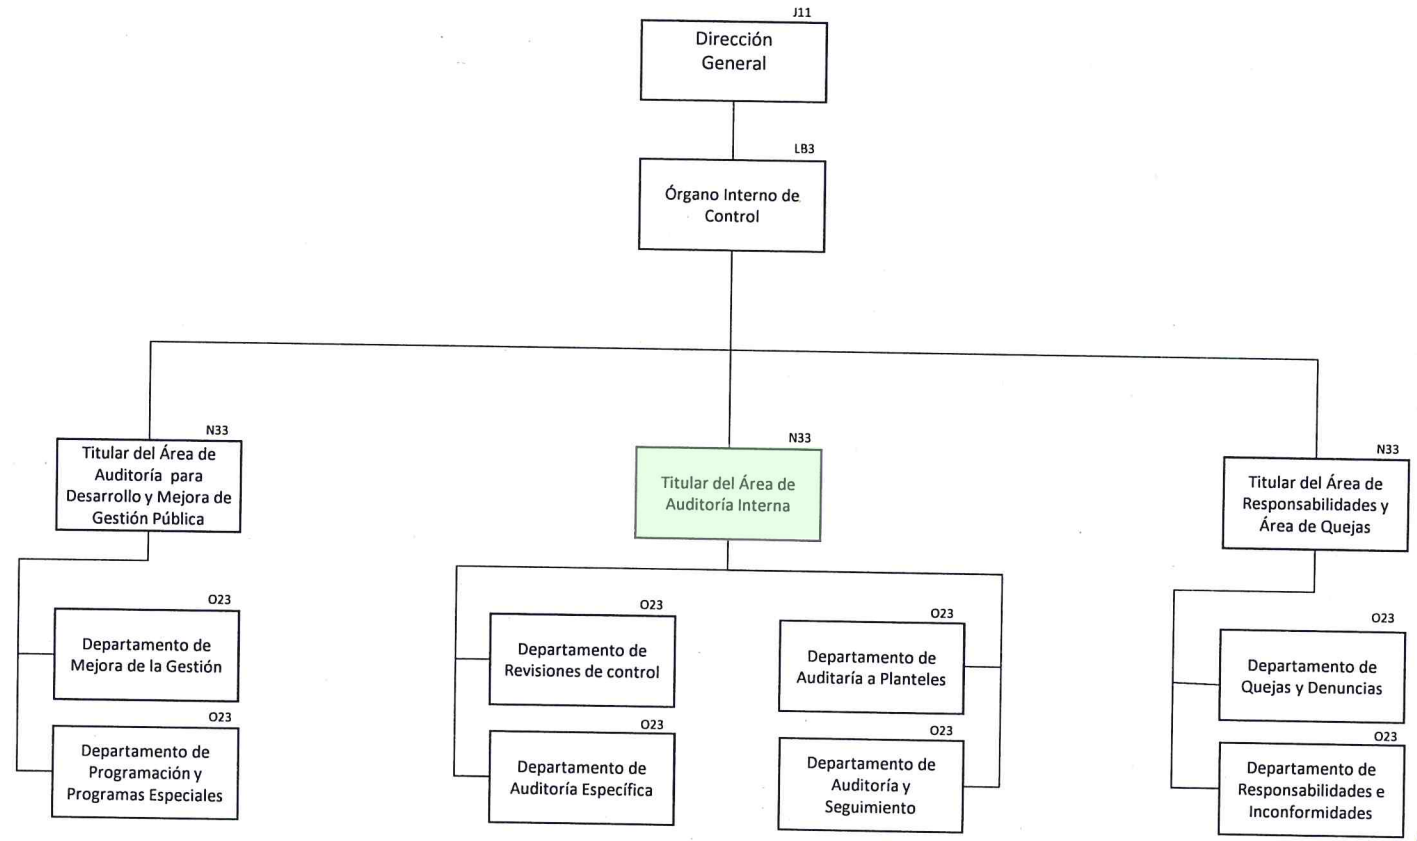 J11
Dirección
General
LB3
Órgano Interno de
Control
N33
Titular del Área de
Auditoría para
Desarrollo y Mejora de
Gestión Pública
N33
Titular del Área de
Auditoría Interna
N33
Titular del Área de
Responsabilidades y
Área de Quejas
O23
Departamento de
Mejora de la Gestión
O23
Departamento de
Programación y
Programas Especiales
O23
Departamento de
Revisiones de control
O23
Departamento de
Auditoría Específica
O23
Departamento de
Auditaría a Planteles
O23
Departamento de
Auditoría y
Seguimiento
O23
Departamento de
Quejas y Denuncias
O23
Departamento de
Responsabilidades e
Inconformidades